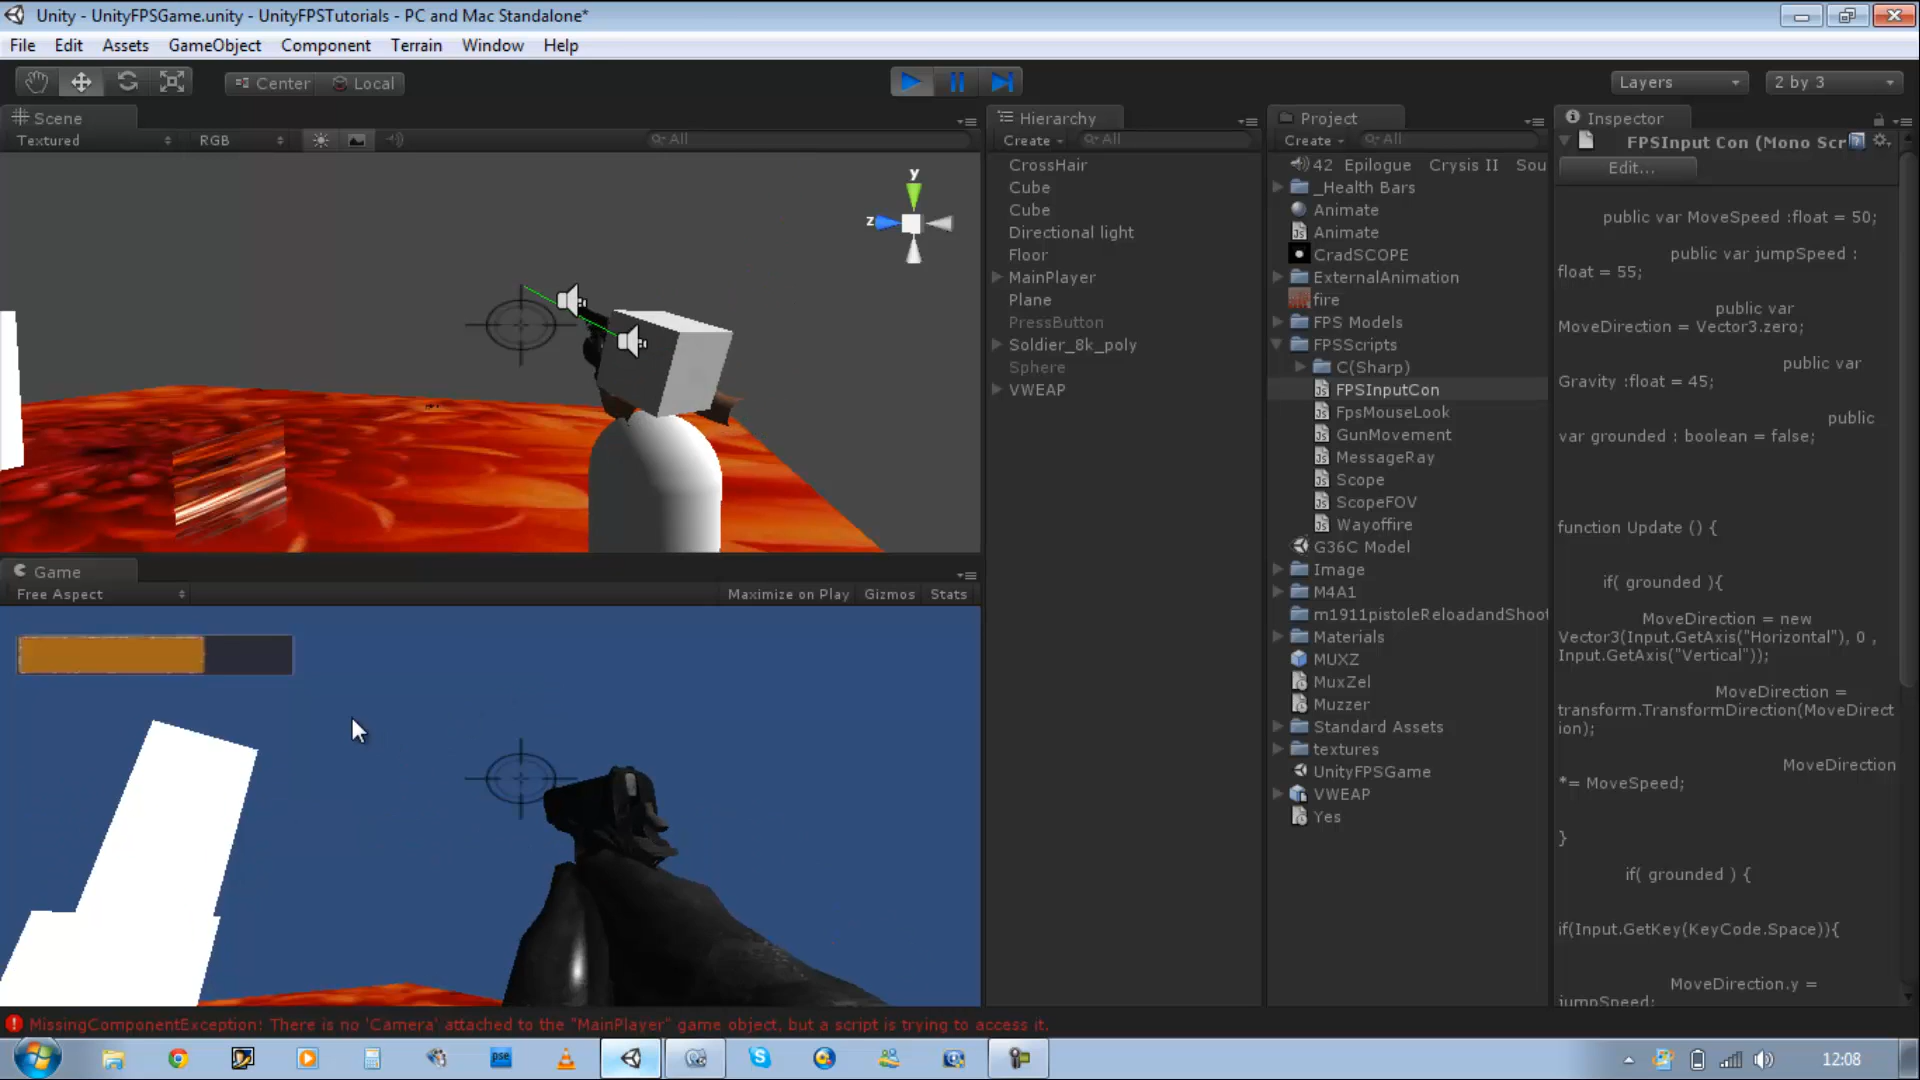 Unity - UnityFPSGame.unity - UnityFPSTutorials - PC and Mac Standalone*
File Edit Assets GameObject Component Terrain Window Help
Center Local
Layers
2 by 3
Scene
Textured RGB All
Game
Free Aspect
Maximize on Play Gizmos Stats
Hierarchy
Create All
CrossHair
Cube
Cube
Directional light
Floor
MainPlayer
Plane
PressButton
Soldier_8k_poly
Sphere
VWEAP
Project
Create All
42 Epilogue Crysis II Sou
_Health Bars
Animate
Animate
CradSCOPE
ExternalAnimation
fire
FPS Models
FPSScripts
C(Sharp)
FPSInputCon
FpsMouseLook
GunMovement
MessageRay
Scope
ScopeFOV
Wayoffire
G36C Model
Image
M4A1
m1911pistoleReloadandShoot
Materials
MUXZ
MuxZel
Muzzer
Standard Assets
textures
UnityFPSGame
VWEAP
Yes
Inspector
FPSInput Con (Mono Scr
Edit...
public var MoveSpeed :float = 50;
public var jumpSpeed :
float = 55;
public var
MoveDirection = Vector3.zero;
public var
Gravity :float = 45;
public
var grounded : boolean = false;
function Update () {
if( grounded ){
MoveDirection = new
Vector3(Input.GetAxis("Horizontal"), 0 ,
Input.GetAxis("Vertical"));
MoveDirection =
transform.TransformDirection(MoveDirect
ion);
MoveDirection
*= MoveSpeed;
}
if( grounded ) {
if(Input.GetKey(KeyCode.Space)){
MoveDirection.y =
jumpSpeed;
y
z
MissingComponentException: There is no 'Camera' attached to the "MainPlayer" game object, but a script is trying to access it.
pse
12:08